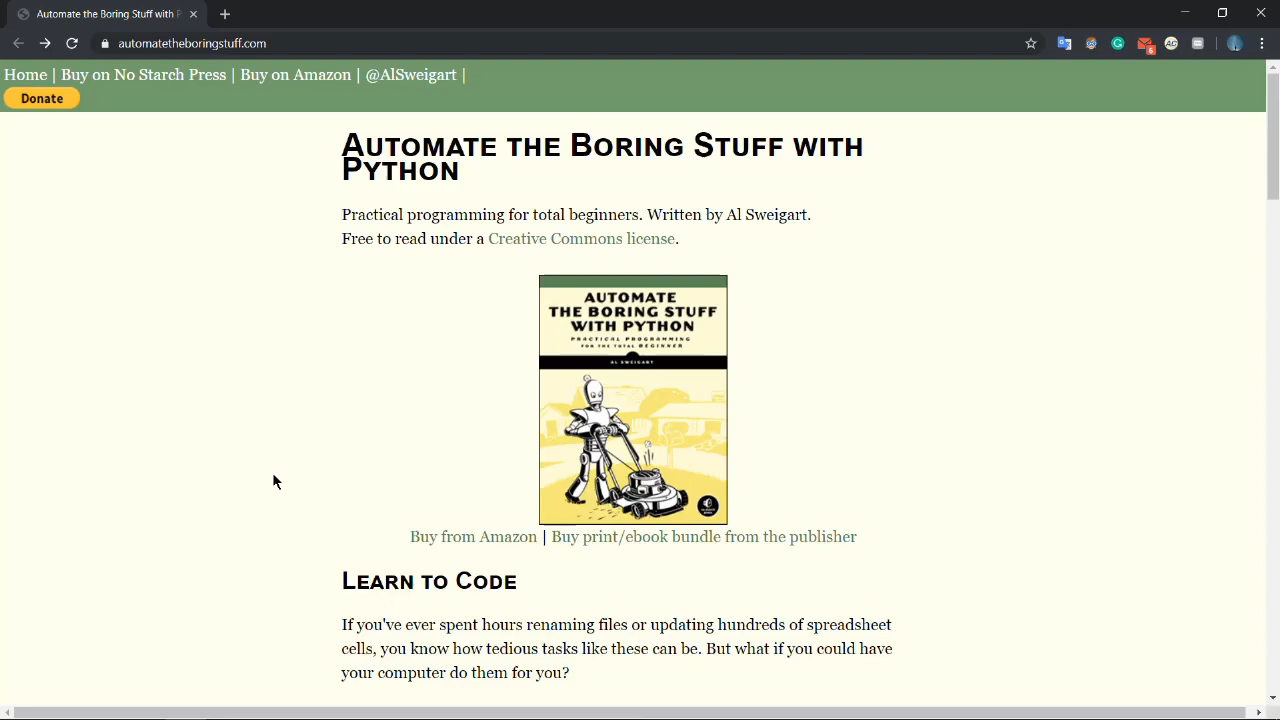 Automate the Boring Stuff with P
automatetheboringstuff.com
6
Home | Buy on No Starch Press | Buy on Amazon | @AlSweigart |
Donate
Automate the Boring Stuff with
Python
Practical programming for total beginners. Written by Al Sweigart.
Free to read under a Creative Commons license.
AUTOMATE
THE BORING STUFF
WITH PYTHON
PRACTICAL PROGRAMMING
FOR THE TOTAL BEGINNER
AL SWEIGART
Buy from Amazon | Buy print/ebook bundle from the publisher
Learn to Code
If you've ever spent hours renaming files or updating hundreds of spreadsheet
cells, you know how tedious tasks like these can be. But what if you could have
your computer do them for you?